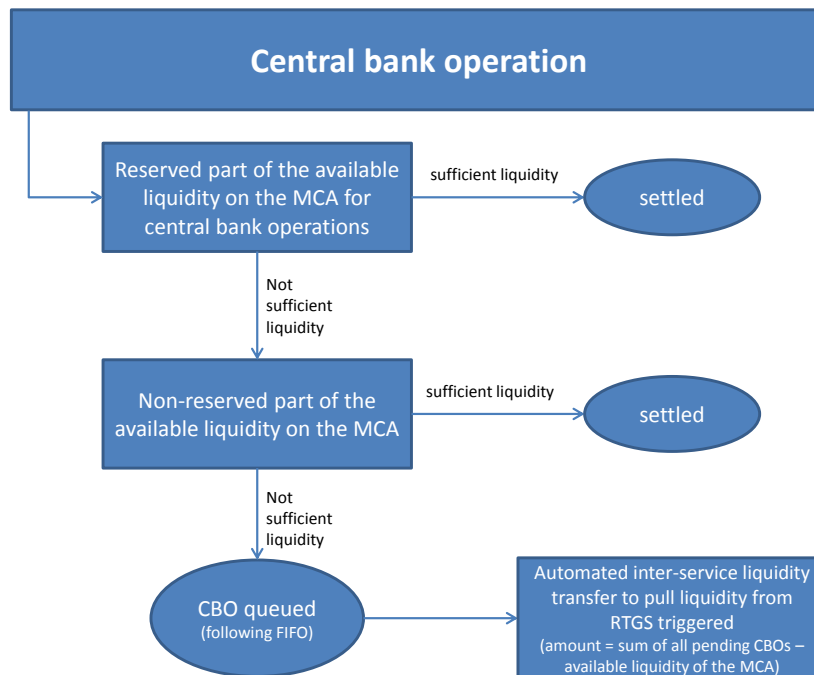 Central bank operation
Reserved part of the available
liquidity on the MCA for
central bank operations
sufficient liquidity
settled
Not
sufficient
liquidity
Non-reserved part of the
available liquidity on the MCA
sufficient liquidity
settled
Not
sufficient
liquidity
CBO queued
(following FIFO)
Automated inter-service liquidity
transfer to pull liquidity from
RTGS triggered
(amount = sum of all pending CBOs –
available liquidity of the MCA)